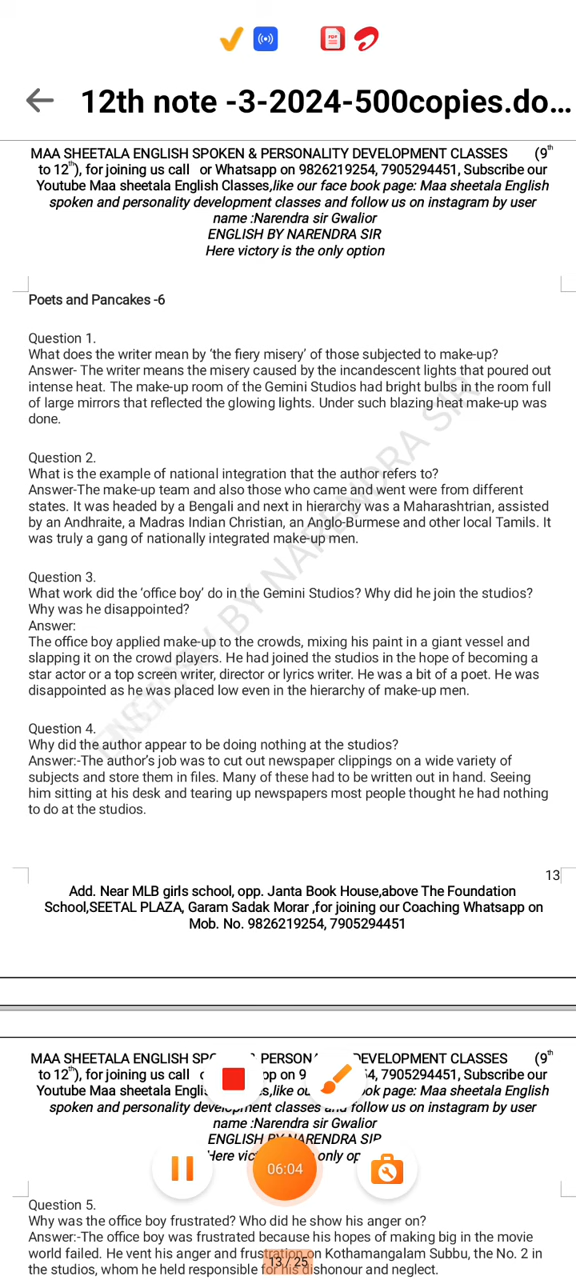 12th note -3-2024-500copies.do...
MAA SHEETALA ENGLISH SPOKEN & PERSONALITY DEVELOPMENT CLASSES (9th
to 12th), for joining us call or Whatsapp on 9826219254, 7905294451, Subscribe our
Youtube Maa sheetala English Classes,like our face book page: Maa sheetala English
spoken and personality development classes and follow us on instagram by user
name :Narendra sir Gwalior
ENGLISH BY NARENDRA SIR
Here victory is the only option
Poets and Pancakes -6
Question 1.
What does the writer mean by ‘the fiery misery’ of those subjected to make-up?
Answer- The writer means the misery caused by the incandescent lights that poured out
intense heat. The make-up room of the Gemini Studios had bright bulbs in the room full
of large mirrors that reflected the glowing lights. Under such blazing heat make-up was
done.
Question 2.
What is the example of national integration that the author refers to?
Answer-The make-up team and also those who came and went were from different
states. It was headed by a Bengali and next in hierarchy was a Maharashtrian, assisted
by an Andhraite, a Madras Indian Christian, an Anglo-Burmese and other local Tamils. It
was truly a gang of nationally integrated make-up men.
Question 3.
What work did the ‘office boy’ do in the Gemini Studios? Why did he join the studios?
Why was he disappointed?
Answer:
The office boy applied make-up to the crowds, mixing his paint in a giant vessel and
slapping it on the crowd players. He had joined the studios in the hope of becoming a
star actor or a top screen writer, director or lyrics writer. He was a bit of a poet. He was
disappointed as he was placed low even in the hierarchy of make-up men.
Question 4.
Why did the author appear to be doing nothing at the studios?
Answer:-The author’s job was to cut out newspaper clippings on a wide variety of
subjects and store them in files. Many of these had to be written out in hand. Seeing
him sitting at his desk and tearing up newspapers most people thought he had nothing
to do at the studios.
13
Add. Near MLB girls school, opp. Janta Book House,above The Foundation
School,SEETAL PLAZA, Garam Sadak Morar ,for joining our Coaching Whatsapp on
Mob. No. 9826219254, 7905294451
MAA SHEETALA ENGLISH PERSON DEVELOPMENT CLASSES (9th
to 12th), for joining us call 7905294451, Subscribe our
Youtube Maa sheetala page: Maa sheetala English
spoken and personality development classes and follow us on instagram by user
name :Narendra sir Gwalior
ENGLISH BY NARENDRA SIR
Here only
06:04
Question 5.
Why was the office boy frustrated? Who did he show his anger on?
Answer:-The office boy was frustrated because his hopes of making big in the movie
world failed. He vent his anger and frustration on Kothamangalam Subbu, the No. 2 in
13 / 25
the studios, whom he held responsible for his dishonour and neglect.